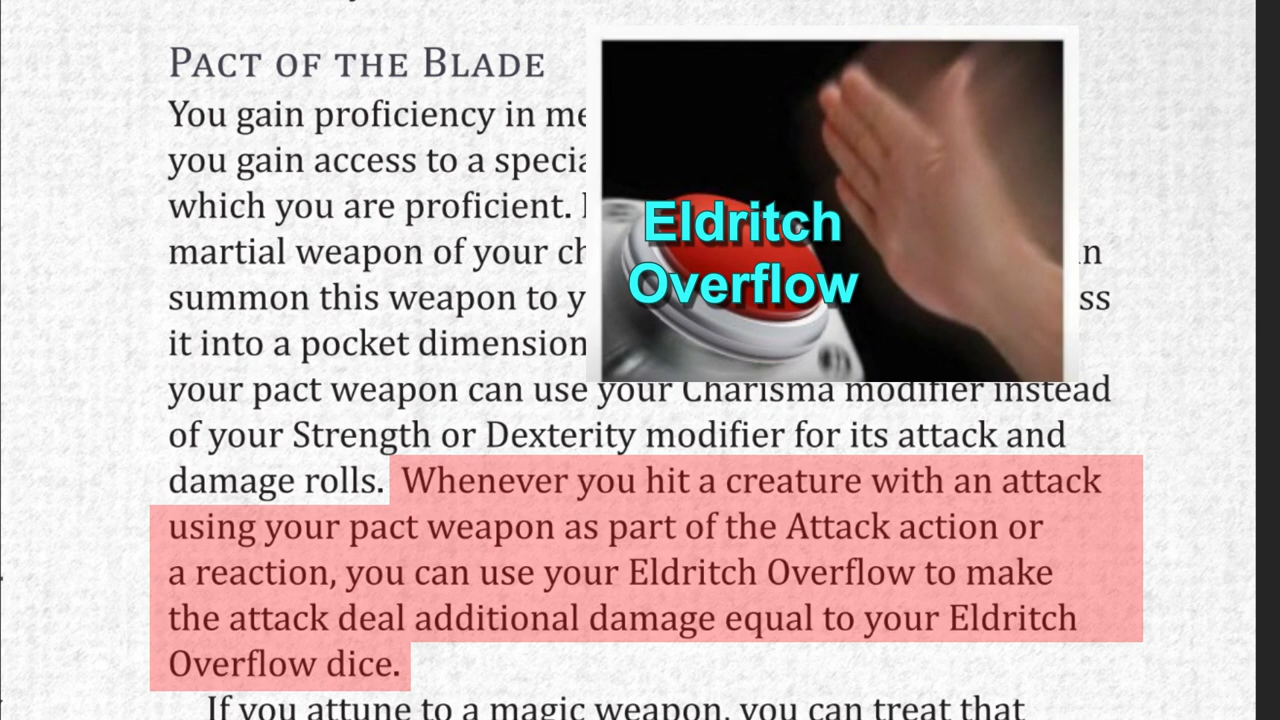 PACT OF THE BLADE
You gain proficiency in
you gain access to a
which you are proficient.
martial weapon of your
summon this weapon to
it into a pocket dimension
your pact weapon can use your Charisma modifier instead
of your Strength or Dexterity modifier for its attack and
damage rolls. Whenever you hit a creature with an attack
using your pact weapon as part of the Attack action or
a reaction, you can use your Eldritch Overflow to make
the attack deal additional damage equal to your Eldritch
Overflow dice.
If you attune to a magic weapon, you can treat that
Eldritch
Overflow